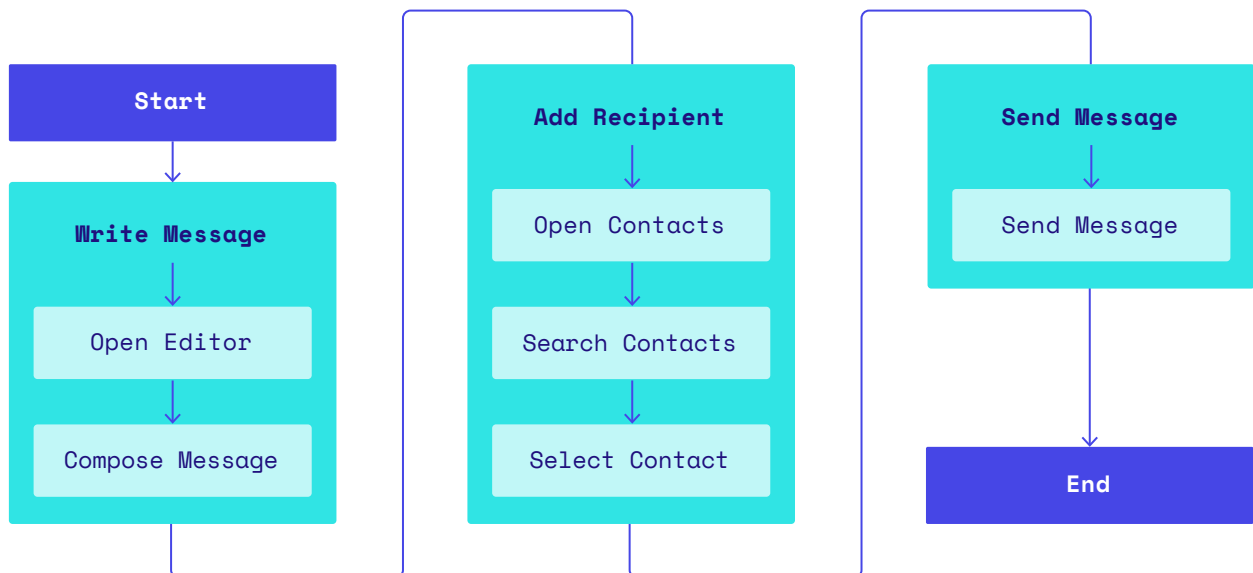 Start
Write Message
Open Editor
Compose Message
Add Recipient
Open Contacts
Search Contacts
Select Contact
Send Message
Send Message
End